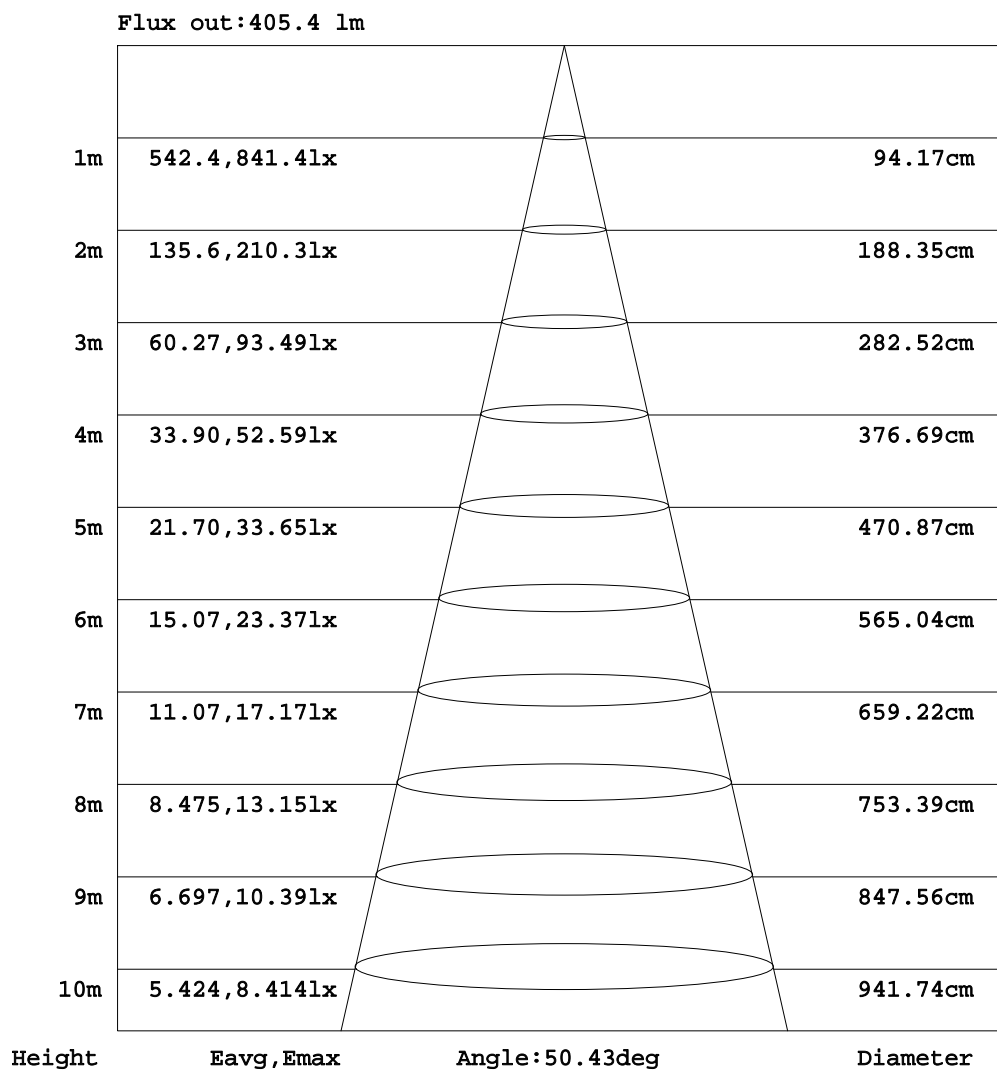 Flux out:405.4 lm
1m 542.4,841.4lx 94.17cm
2m 135.6,210.3lx 188.35cm
3m 60.27,93.49lx 282.52cm
4m 33.90,52.59lx 376.69cm
5m 21.70,33.65lx 470.87cm
6m 15.07,23.37lx 565.04cm
7m 11.07,17.17lx 659.22cm
8m 8.475,13.15lx 753.39cm
9m 6.697,10.39lx 847.56cm
10m 5.424,8.414lx 941.74cm
Height Eavg,Emax Angle:50.43deg Diameter